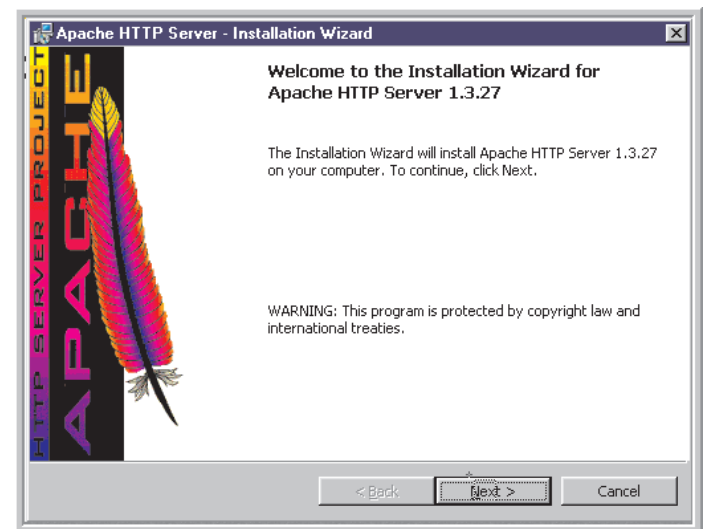 Apache HTTP Server - Installation Wizard
HTTP SERVER PROJECT
APACHE
Welcome to the Installation Wizard for
Apache HTTP Server 1.3.27
The Installation Wizard will install Apache HTTP Server 1.3.27
on your computer. To continue, click Next.
WARNING: This program is protected by copyright law and
international treaties.
< Back Next > Cancel